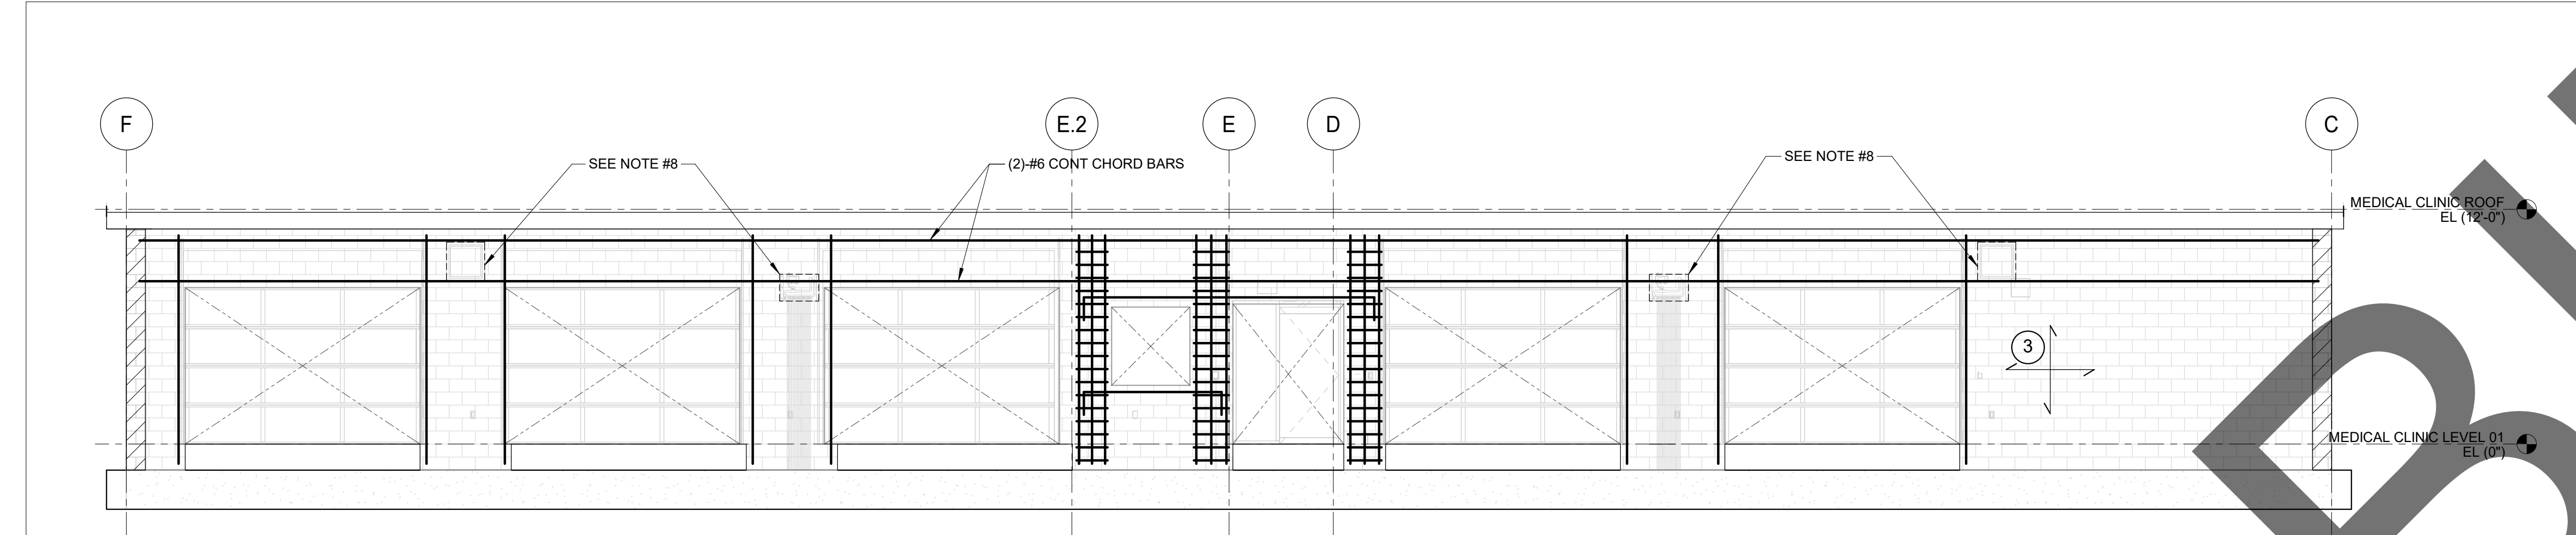 F
E.2
E
D
C
SEE NOTE #8
(2)-#6 CONT CHORD BARS
SEE NOTE #8
MEDICAL CLINIC ROOF
EL (12'-0")
3
MEDICAL CLINIC LEVEL 01
EL (0")